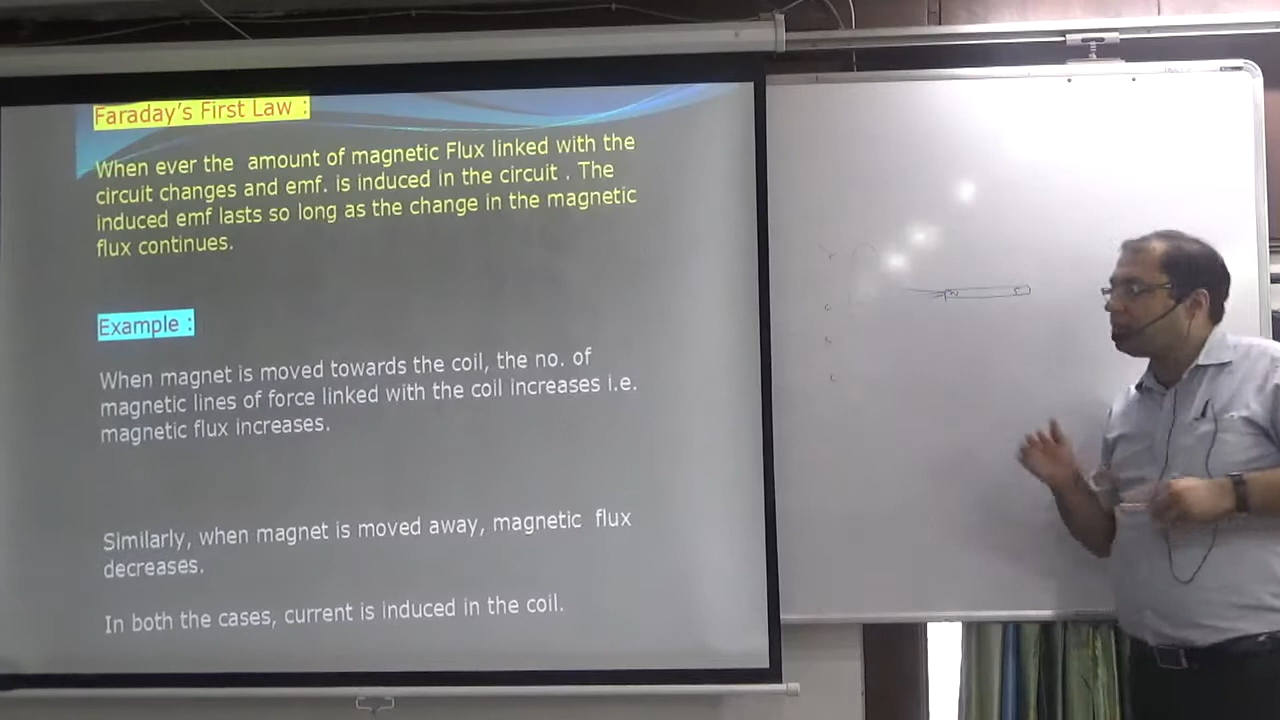 Faraday's First Law :
When ever the amount of magnetic Flux linked with the
circuit changes and emf. is induced in the circuit . The
induced emf lasts so long as the change in the magnetic
flux continues.
Example :
When magnet is moved towards the coil, the no. of
magnetic lines of force linked with the coil increases i.e.
magnetic flux increases.
Similarly, when magnet is moved away, magnetic flux
decreases.
In both the cases, current is induced in the coil.